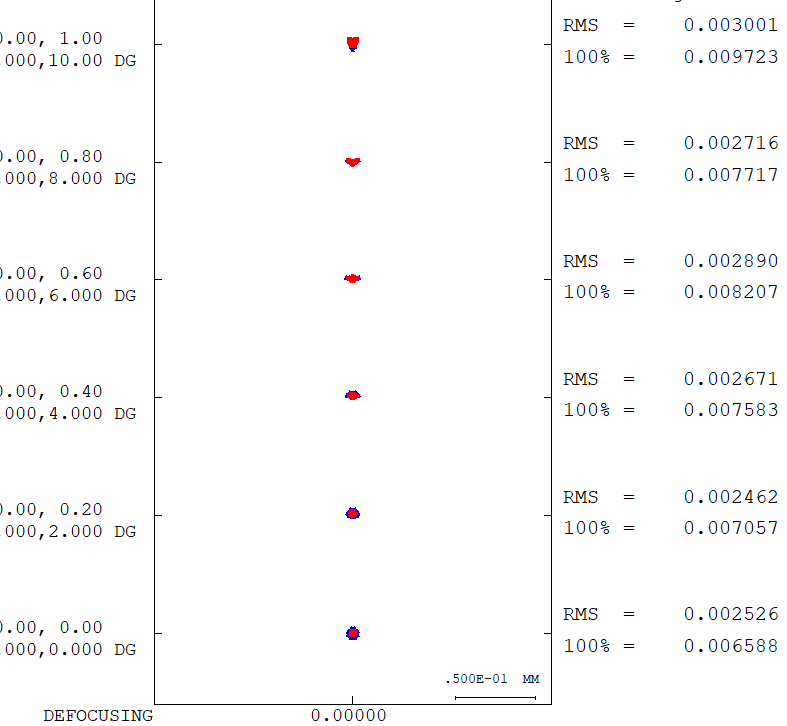 0.00, 1.00
RMS = 0.003001
.000,10.00 DG
100% = 0.009723
0.00, 0.80
RMS = 0.002716
.000,8.000 DG
100% = 0.007717
0.00, 0.60
RMS = 0.002890
.000,6.000 DG
100% = 0.008207
0.00, 0.40
RMS = 0.002671
.000,4.000 DG
100% = 0.007583
0.00, 0.20
RMS = 0.002462
.000,2.000 DG
100% = 0.007057
0.00, 0.00
RMS = 0.002526
.000,0.000 DG
100% = 0.006588
.500E-01 MM
DEFOCUSING 0.00000